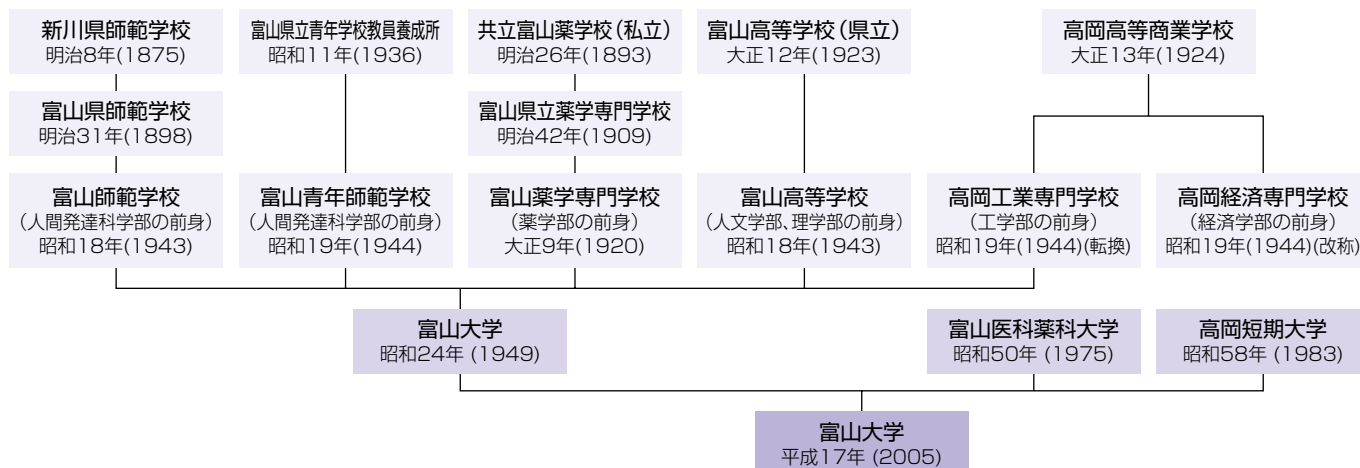 新川県師範学校
明治8年(1875)
富山県立青年学校教員養成所
昭和11年(1936)
共立富山薬学校(私立)
明治26年(1893)
富山高等学校(県立)
大正12年(1923)
高岡高等商業学校
大正13年(1924)
富山県師範学校
明治31年(1898)
富山県立薬学専門学校
明治42年(1909)
富山師範学校
(人間発達科学部の前身)
昭和18年(1943)
富山青年師範学校
(人間発達科学部の前身)
昭和19年(1944)
富山薬学専門学校
(薬学部の前身)
大正9年(1920)
富山高等学校
(人文学部、理学部の前身)
昭和18年(1943)
高岡工業専門学校
(工学部の前身)
昭和19年(1944)(転換)
高岡経済専門学校
(経済学部の前身)
昭和19年(1944)(改称)
富山大学
昭和24年 (1949)
富山医科薬科大学
昭和50年 (1975)
高岡短期大学
昭和58年 (1983)
富山大学
平成17年 (2005)